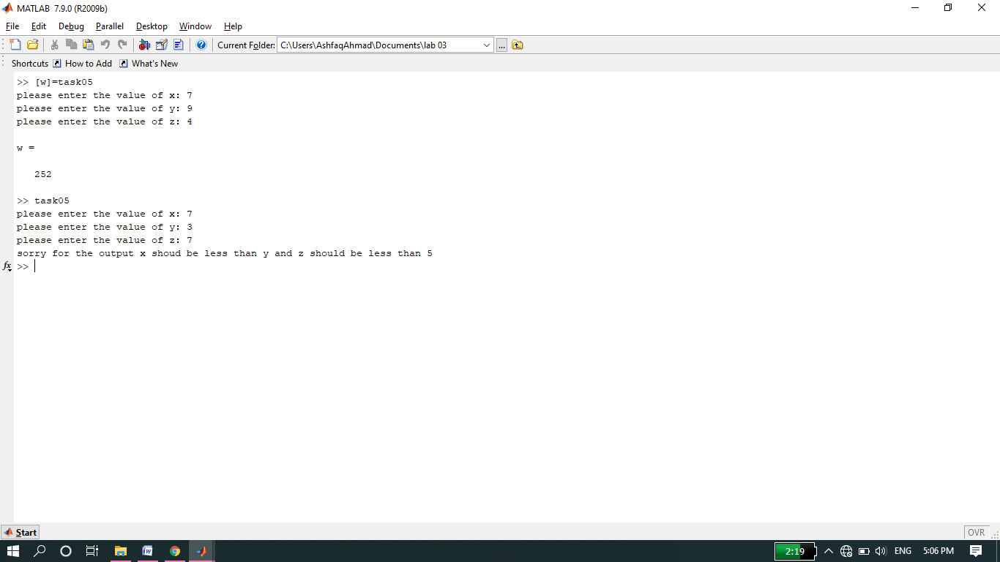 MATLAB 7.9.0 (R2009b)
File Edit Debug Parallel Desktop Window Help
Current Folder: C:\Users\AshfaqAhmad\Documents\lab 03 ...
Shortcuts How to Add What's New
>> [w]=task05
please enter the value of x: 7
please enter the value of y: 9
please enter the value of z: 4
w =
252
>> task05
please enter the value of x: 7
please enter the value of y: 3
please enter the value of z: 7
sorry for the output x shoud be less than y and z should be less than 5
fx >>
Start OVR
2:19 ENG 5:06 PM